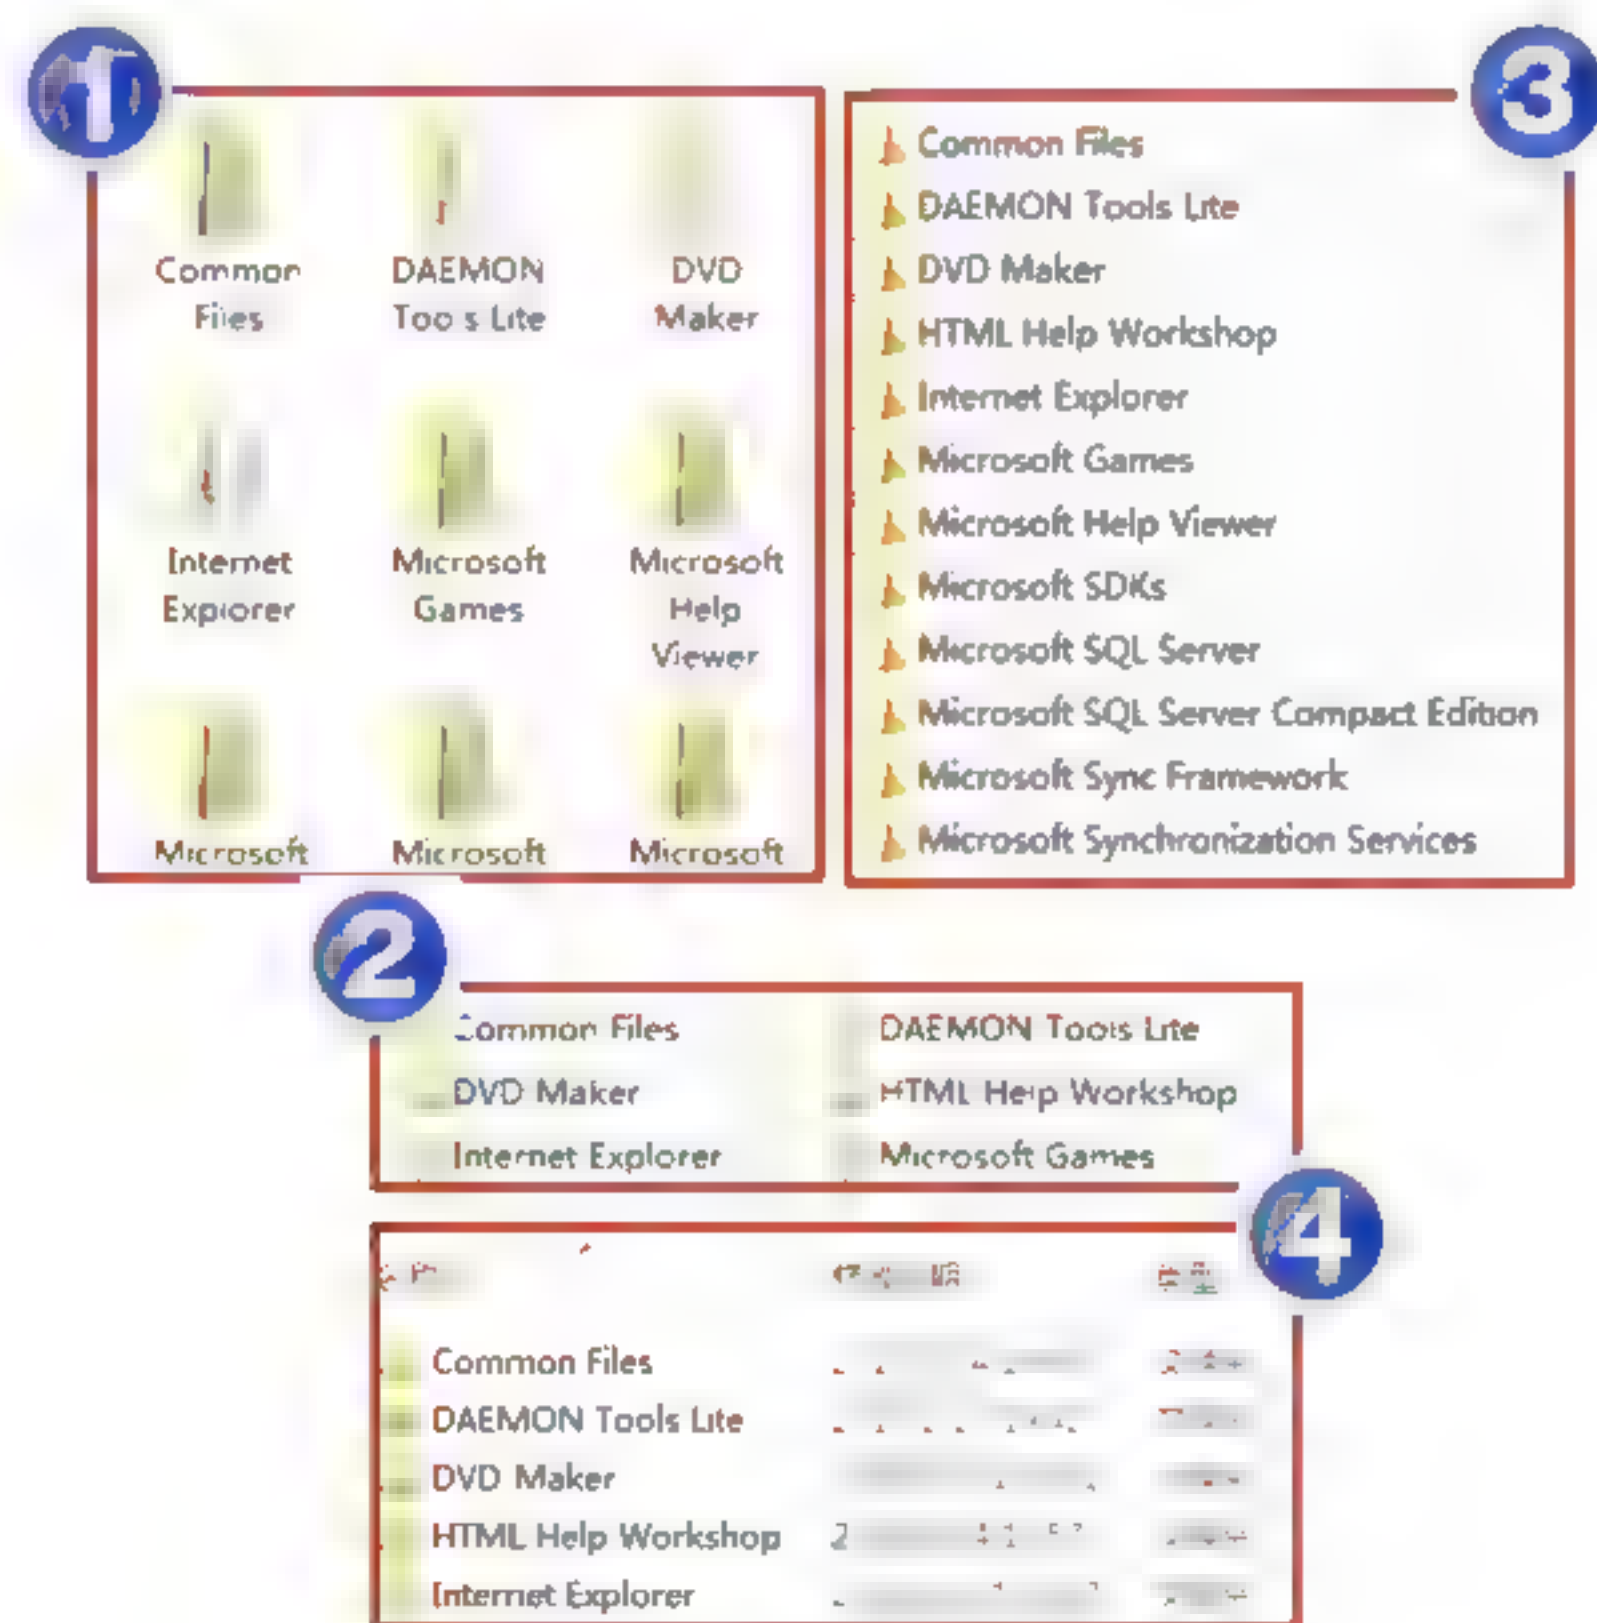 1
Common DAEMON DVD
Files Tools Lite Maker
Internet Microsoft Microsoft
Explorer Games Help
Viewer
Microsoft Microsoft Microsoft
3
Common Files
DAEMON Tools Lite
DVD Maker
HTML Help Workshop
Internet Explorer
Microsoft Games
Microsoft Help Viewer
Microsoft SDKs
Microsoft SQL Server
Microsoft SQL Server Compact Edition
Microsoft Sync Framework
Microsoft Synchronization Services
2
Common Files DAEMON Tools Lite
DVD Maker HTML Help Workshop
Internet Explorer Microsoft Games
4
Common Files
DAEMON Tools Lite
DVD Maker
HTML Help Workshop
Internet Explorer